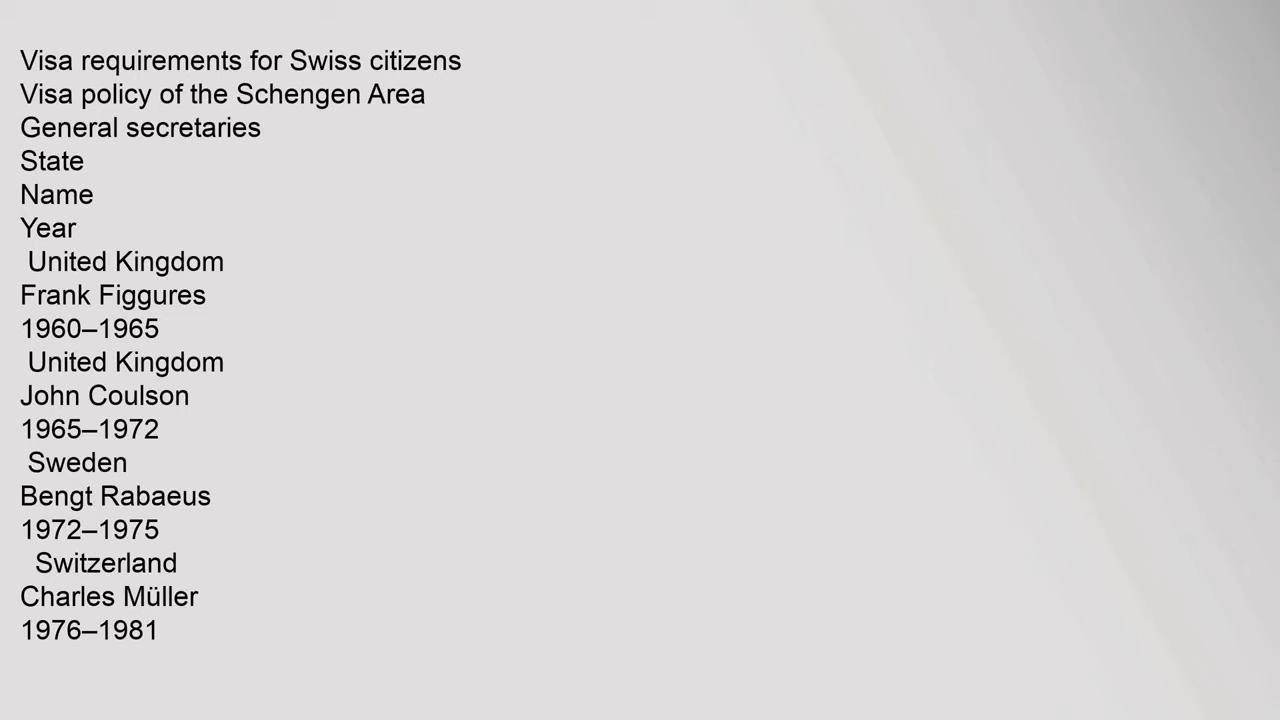 Visa requirements for Swiss citizens
Visa policy of the Schengen Area
General secretaries
State
Name
Year
United Kingdom
Frank Figgures
1960–1965
United Kingdom
John Coulson
1965–1972
Sweden
Bengt Rabaeus
1972–1975
Switzerland
Charles Müller
1976–1981